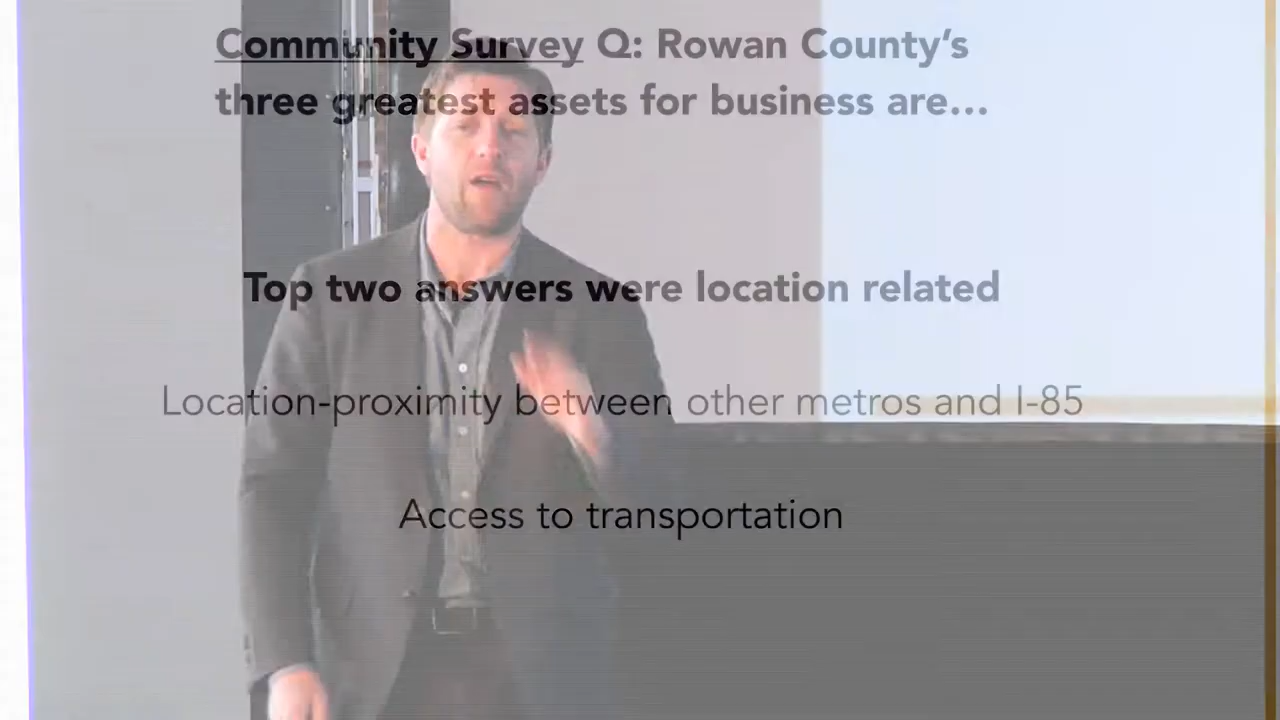 Community Survey Q: Rowan County’s
three greatest assets for business are…
Top two answers were location related
Location-proximity between other metros and I-85
Access to transportation